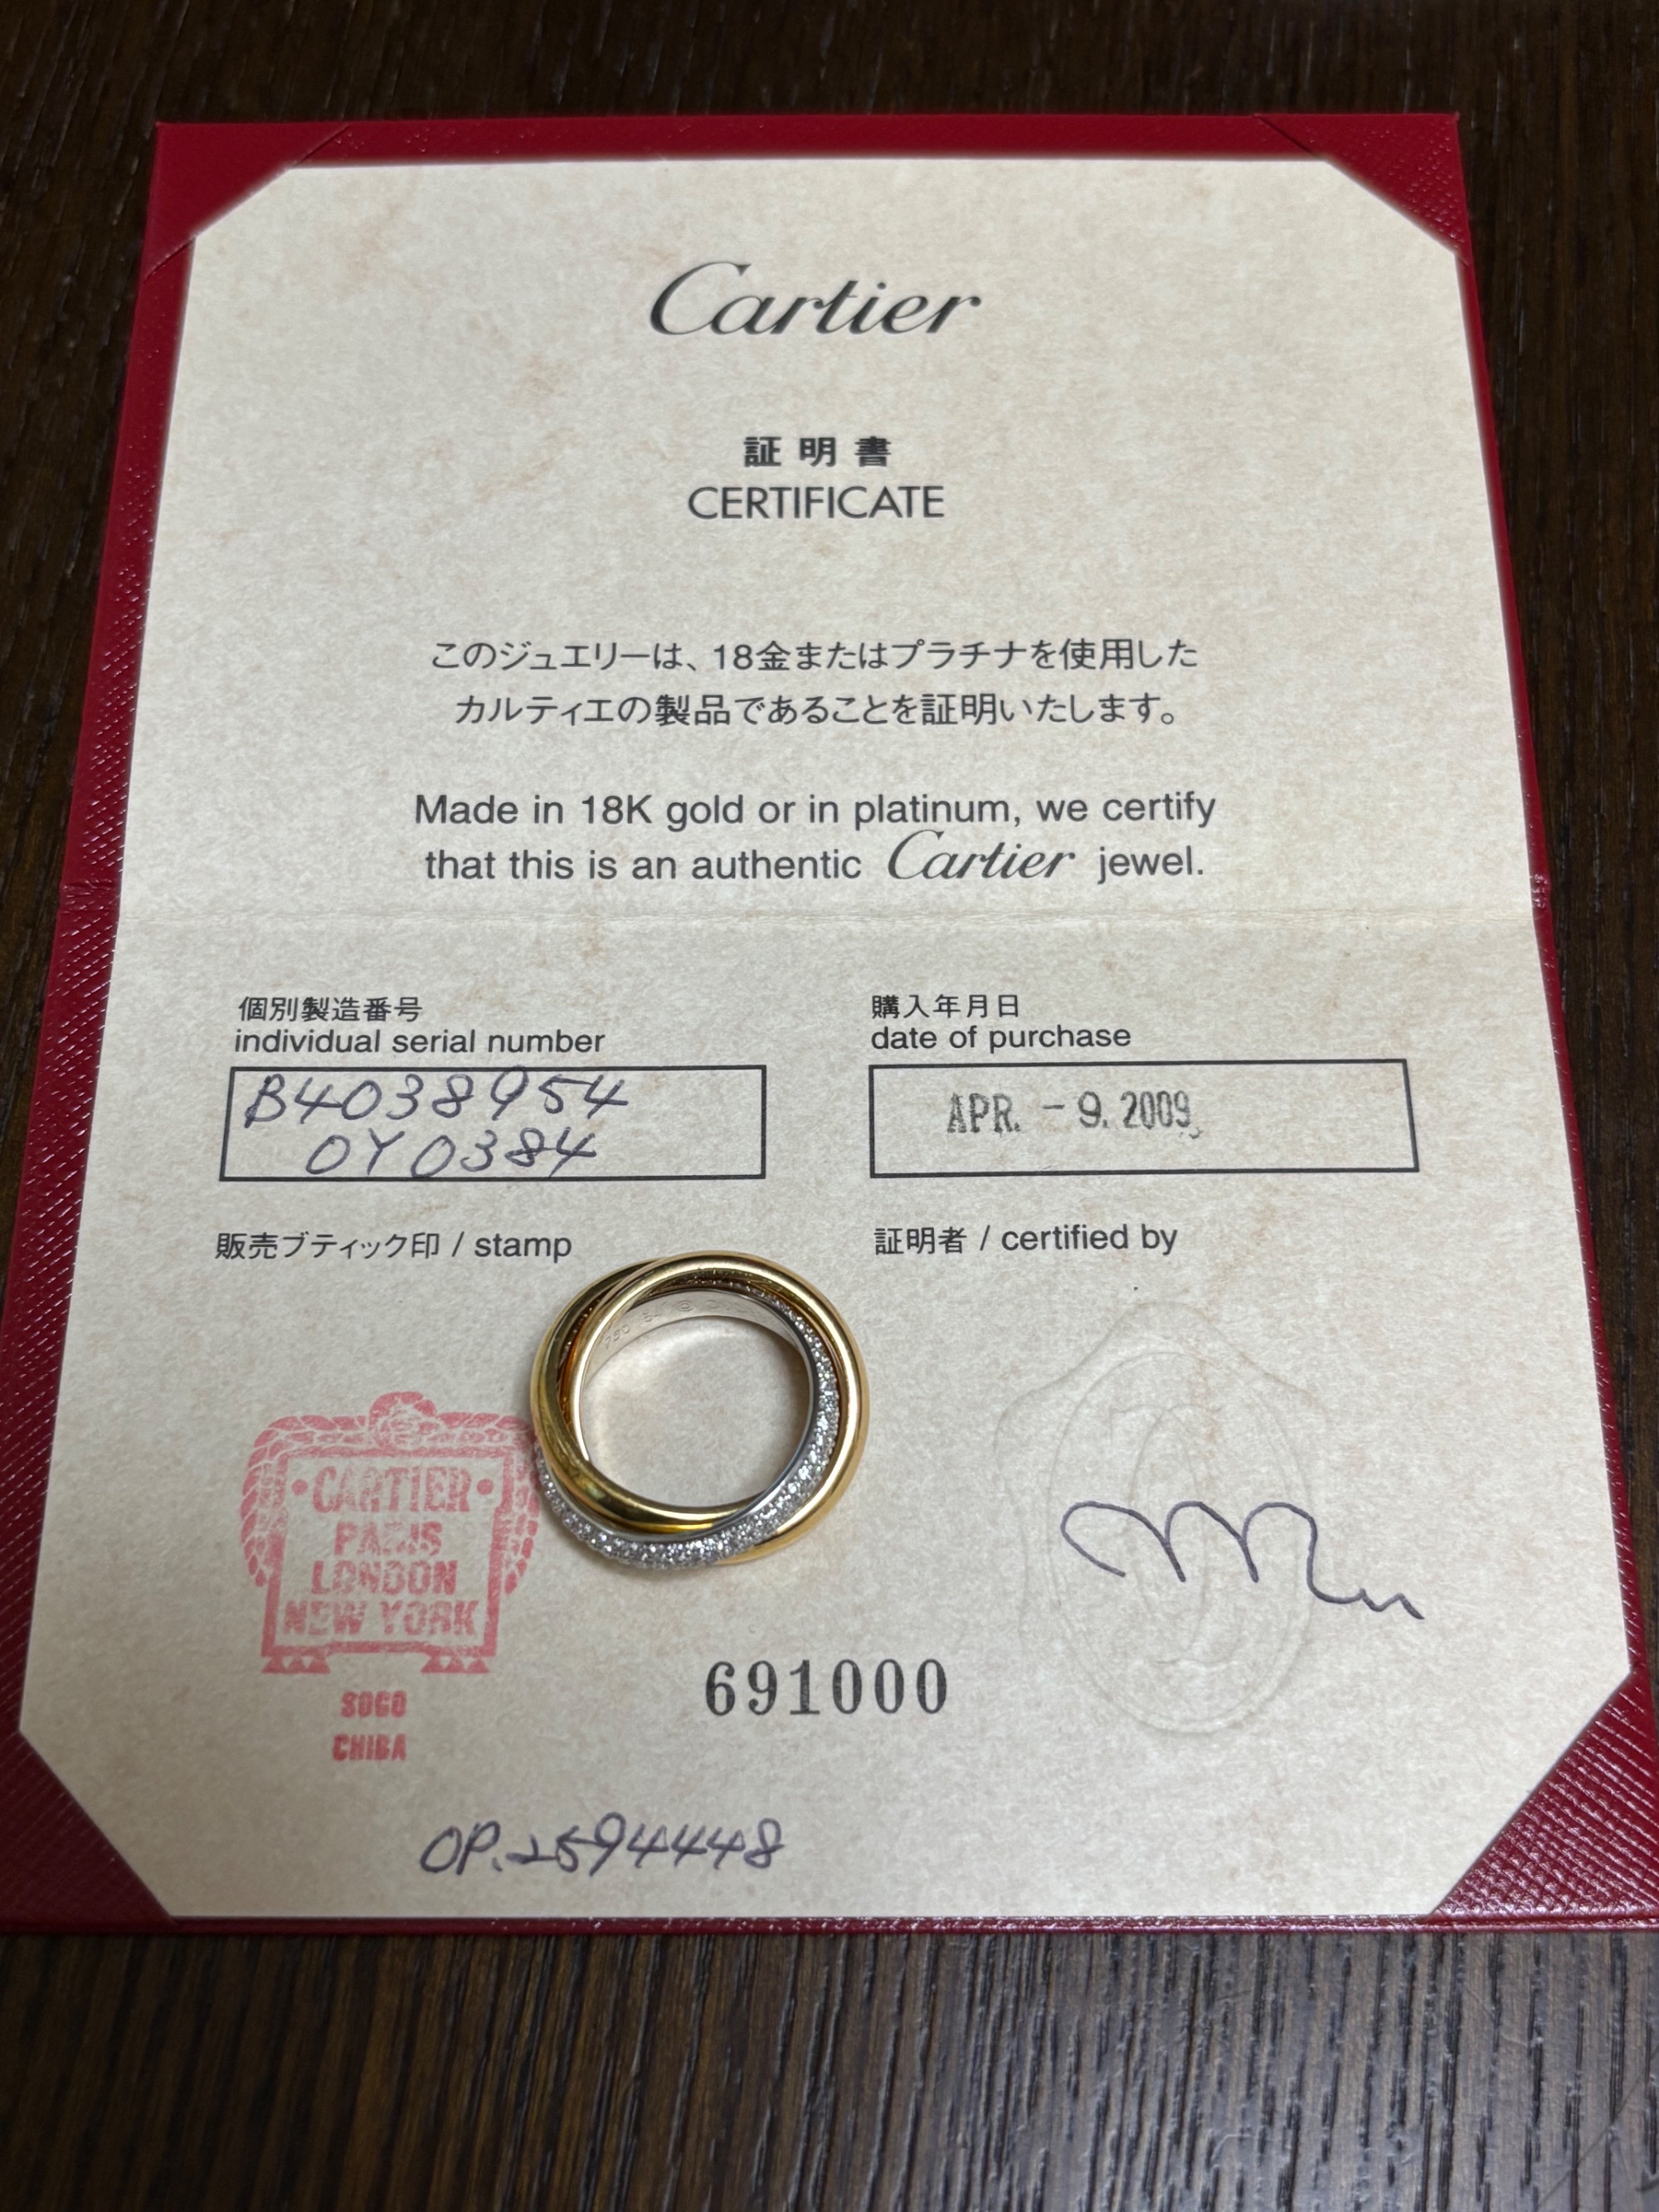 Cartier
証明書
CERTIFICATE
このジュエリーは、18金またはプラチナを使用した
カルティエの製品であることを証明いたします。
Made in 18K gold or in platinum, we certify
that this is an authentic Cartier jewel.
個別製造番号
individual serial number
B4038954
OY0384
購入年月日
date of purchase
APR. -9. 2009
販売ブティック印 / stamp
証明者 / certified by
750
·CARTIER·
PARIS
LONDON
NEW YORK
SOGO
CHIBA
691000
OP.2594448